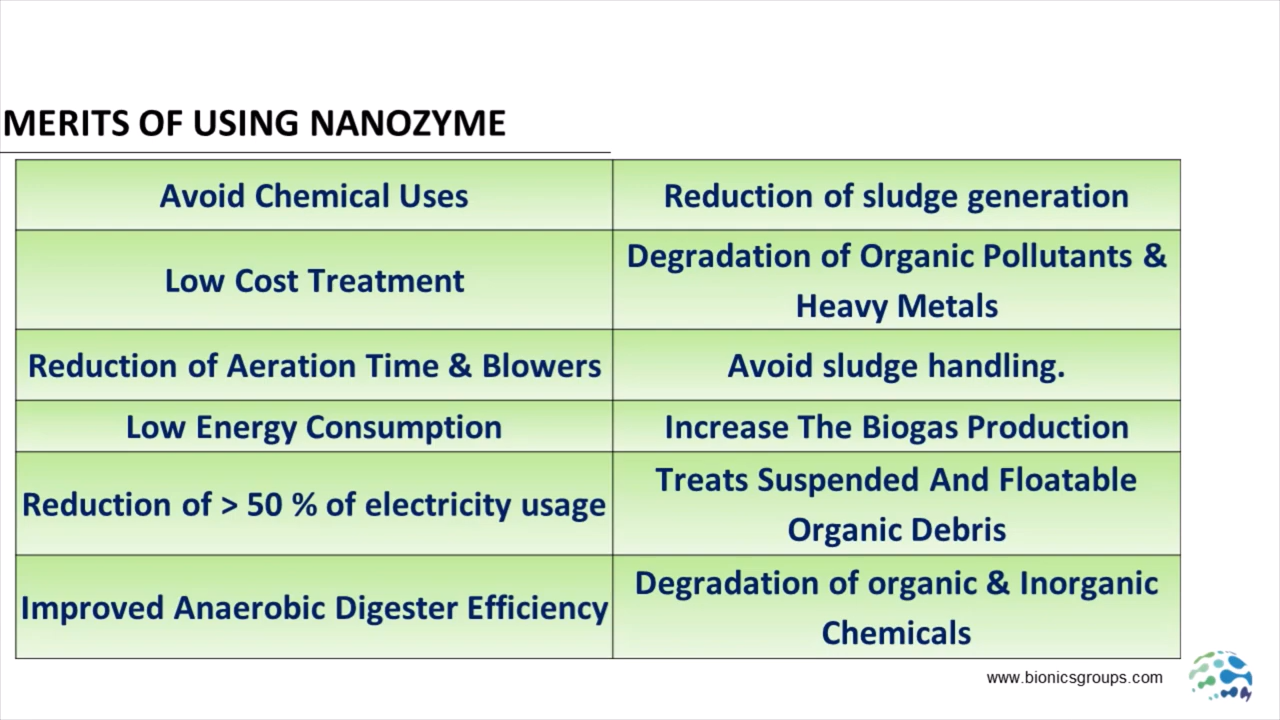 MERITS OF USING NANOZYME
Avoid Chemical Uses
Reduction of sludge generation
Low Cost Treatment
Degradation of Organic Pollutants &
Heavy Metals
Reduction of Aeration Time & Blowers
Avoid sludge handling.
Low Energy Consumption
Increase The Biogas Production
Reduction of > 50 % of electricity usage
Treats Suspended And Floatable
Organic Debris
Improved Anaerobic Digester Efficiency
Degradation of organic & Inorganic
Chemicals
www.bionicsgroups.com